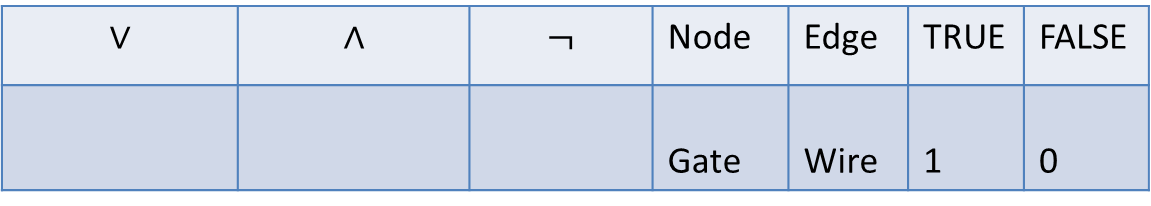 ∨ ∧ ¬ Node Edge TRUE FALSE
Gate Wire 1 0